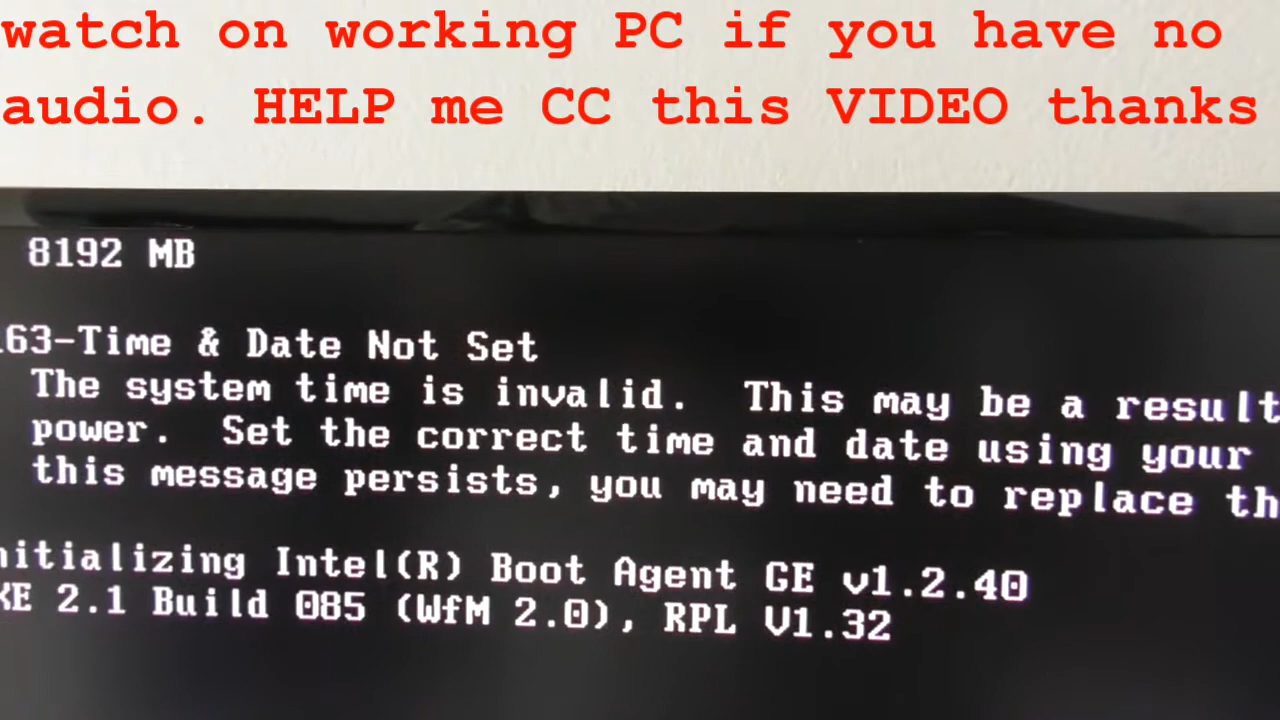 watch on working PC if you have no
audio. HELP me CC this VIDEO thanks
8192 MB
63-Time & Date Not Set
The system time is invalid. This may be a result
power. Set the correct time and date using your
this message persists, you may need to replace th
nitializing Intel(R) Boot Agent GE v1.2.40
XE 2.1 Build 085 (WfM 2.0), RPL V1.32